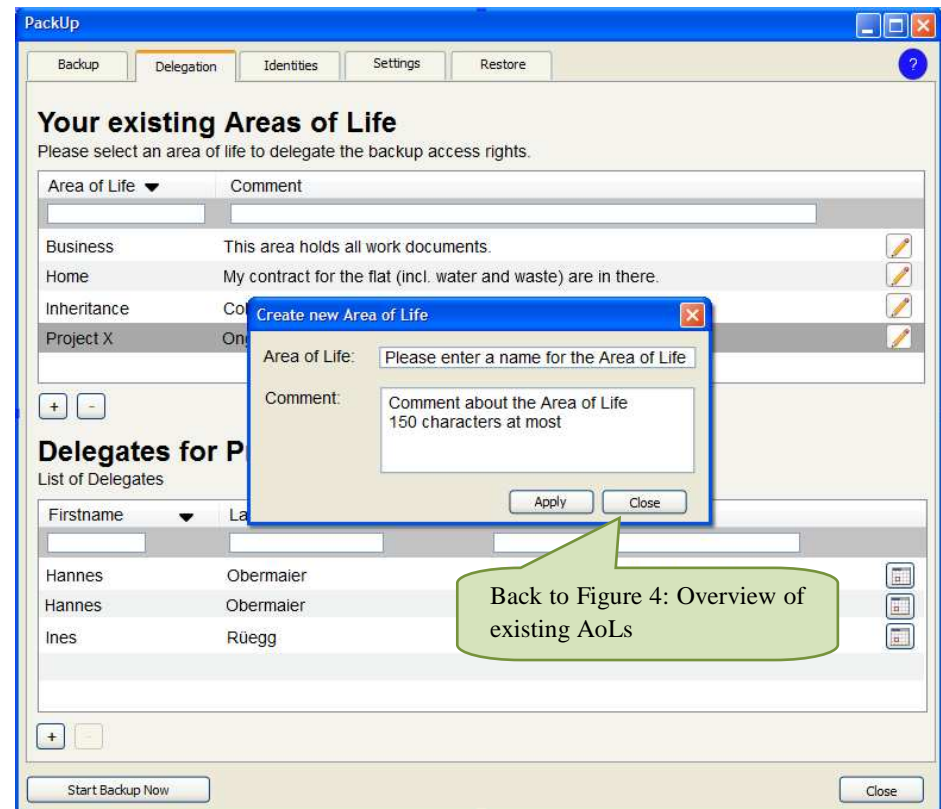 PackUp
Backup Delegation Identities Settings Restore ?
Your existing Areas of Life
Please select an area of life to delegate the backup access rights.
Area of Life Comment
Business This area holds all work documents.
Home My contract for the flat (incl. water and waste) are in there.
Inheritance
Project X
Create new Area of Life
Area of Life: Please enter a name for the Area of Life
Comment: Comment about the Area of Life
150 characters at most
Apply Close
+ -
Delegates for
List of Delegates
Firstname
Hannes Obermaier
Hannes Obermaier
Ines Rüegg
Back to Figure 4: Overview of
existing AoLs
+ -
Start Backup Now Close